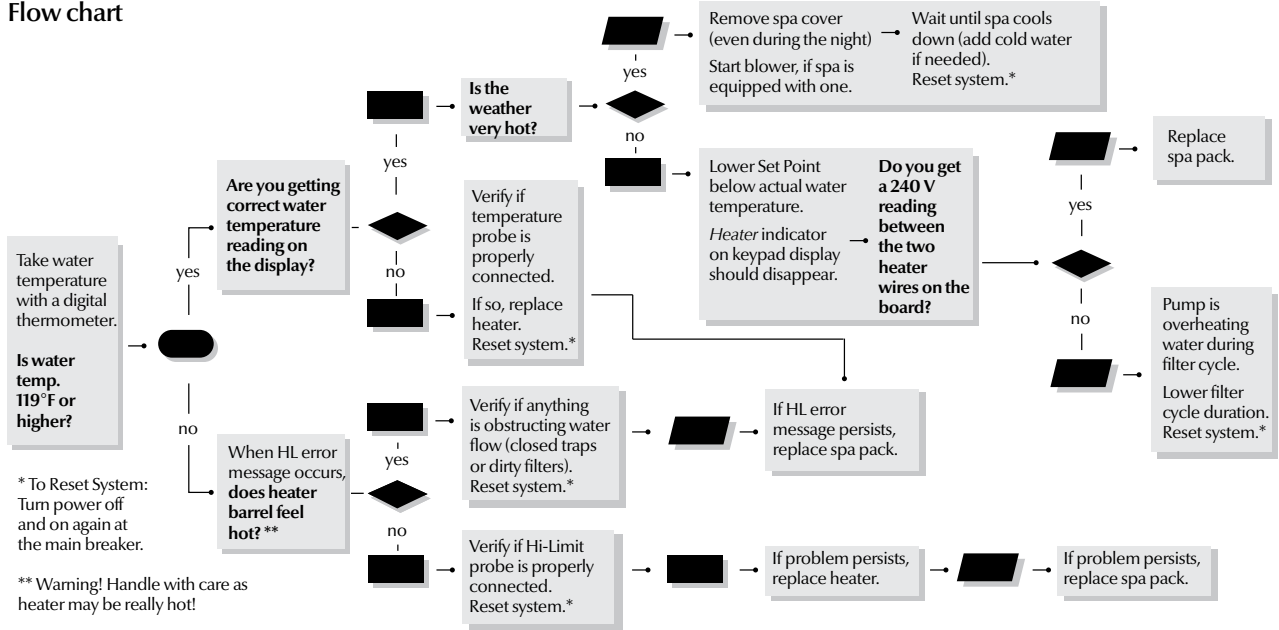 Flow chart
Take water
temperature
with a digital
thermometer.
Is water
temp.
119°F or
higher?
yes
no
Are you getting
correct water
temperature
reading on
the display?
yes
no
Is the
weather
very hot?
yes
no
Remove spa cover
(even during the night)
Start blower, if spa is
equipped with one.
Wait until spa cools
down (add cold water
if needed).
Reset system.*
Lower Set Point
below actual water
temperature.
Heater indicator
on keypad display
should disappear.
Do you get
a 240 V
reading
between
the two
heater
wires on the
board?
yes
no
Replace
spa pack.
Pump is
overheating
water during
filter cycle.
Lower filter
cycle duration.
Reset system.*
Verify if
temperature
probe is
properly
connected.
If so, replace
heater.
Reset system.*
When HL error
message occurs,
does heater
barrel feel
hot? **
yes
no
Verify if anything
is obstructing water
flow (closed traps
or dirty filters).
Reset system.*
If HL error
message persists,
replace spa pack.
Verify if Hi-Limit
probe is properly
connected.
Reset system.*
If problem persists,
replace heater.
If problem persists,
replace spa pack.
* To Reset System:
Turn power off
and on again at
the main breaker.
** Warning! Handle with care as
heater may be really hot!